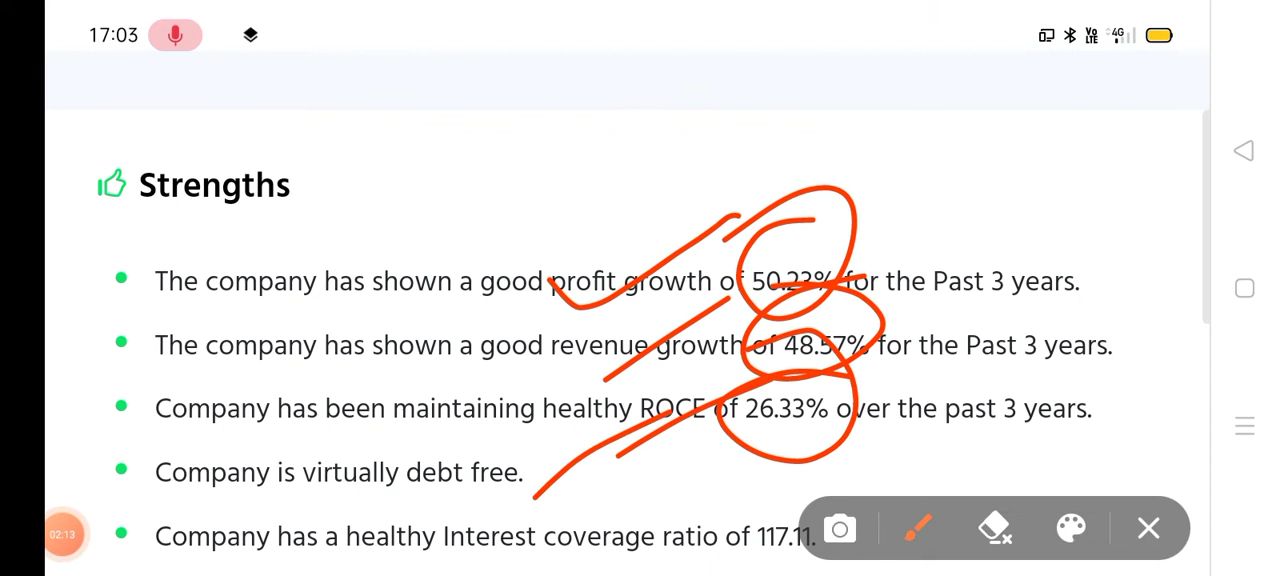 17:03 Vo LTE 4G
Strengths
The company has shown a good profit growth of 50.23% for the Past 3 years.
The company has shown a good revenue growth of 48.57% for the Past 3 years.
Company has been maintaining healthy ROCE of 26.33% over the past 3 years.
Company is virtually debt free.
Company has a healthy Interest coverage ratio of 117.11.
02:13